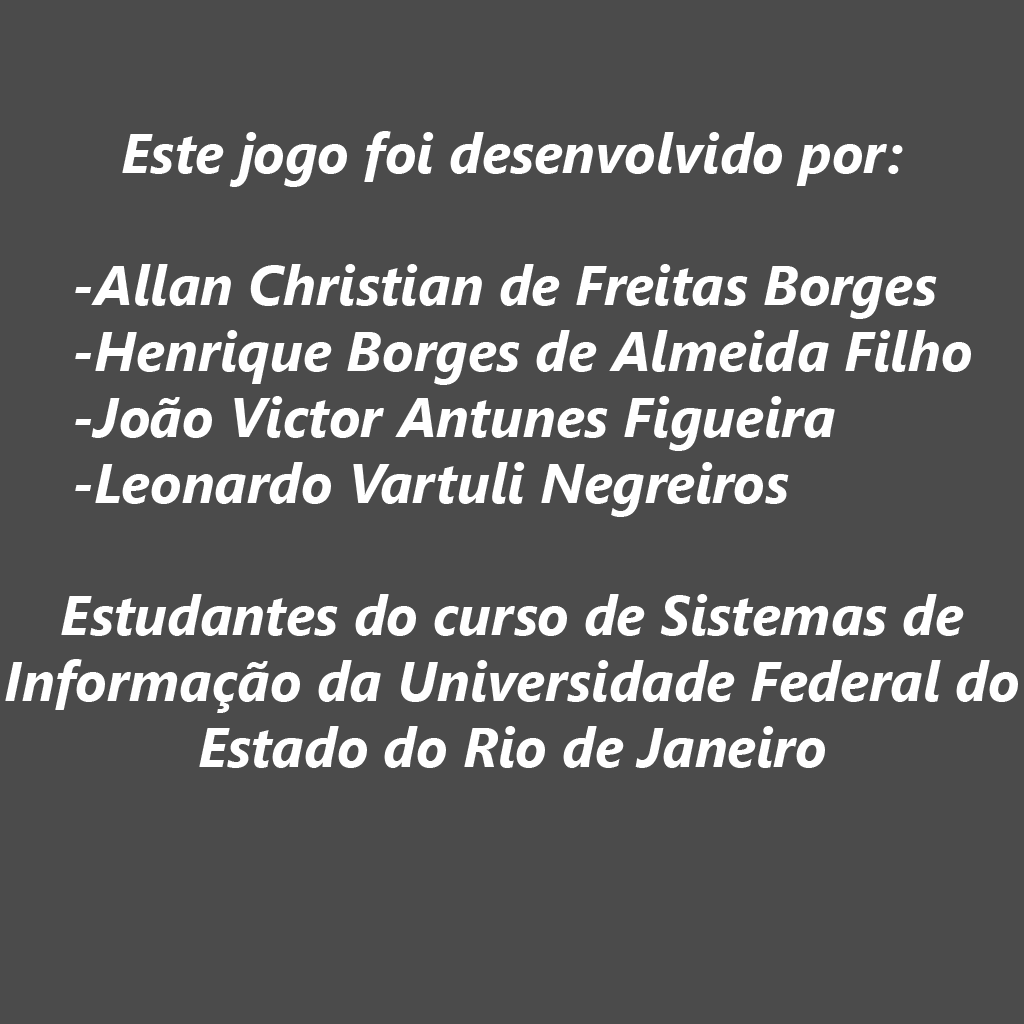 Este jogo foi desenvolvido por:
-Allan Christian de Freitas Borges
-Henrique Borges de Almeida Filho
-João Victor Antunes Figueira
-Leonardo Vartuli Negreiros
Estudantes do curso de Sistemas de
Informação da Universidade Federal do
Estado do Rio de Janeiro